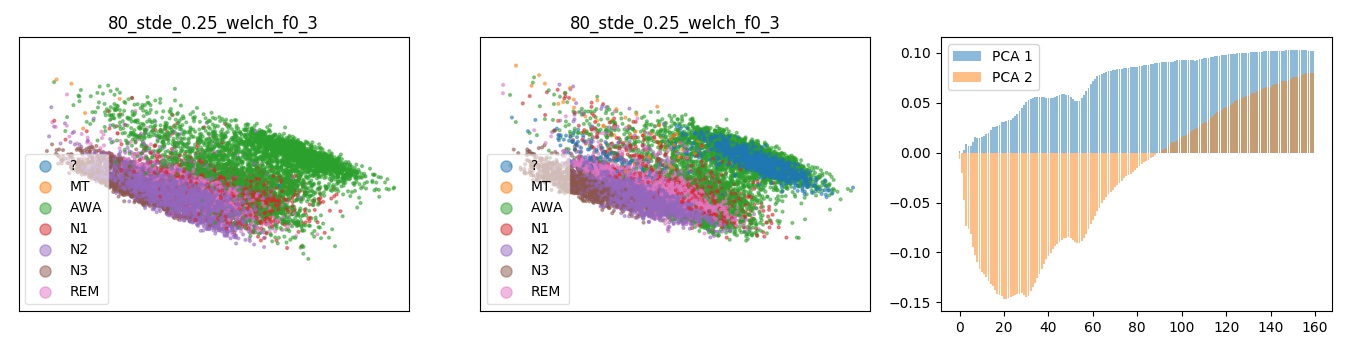 80_stde_0.25_welch_f0_3
?
MT
AWA
N1
N2
N3
REM
80_stde_0.25_welch_f0_3
?
MT
AWA
N1
N2
N3
REM
PCA 1
PCA 2
0.10
0.05
0.00
−0.05
−0.10
−0.15
0 20 40 60 80 100 120 140 160